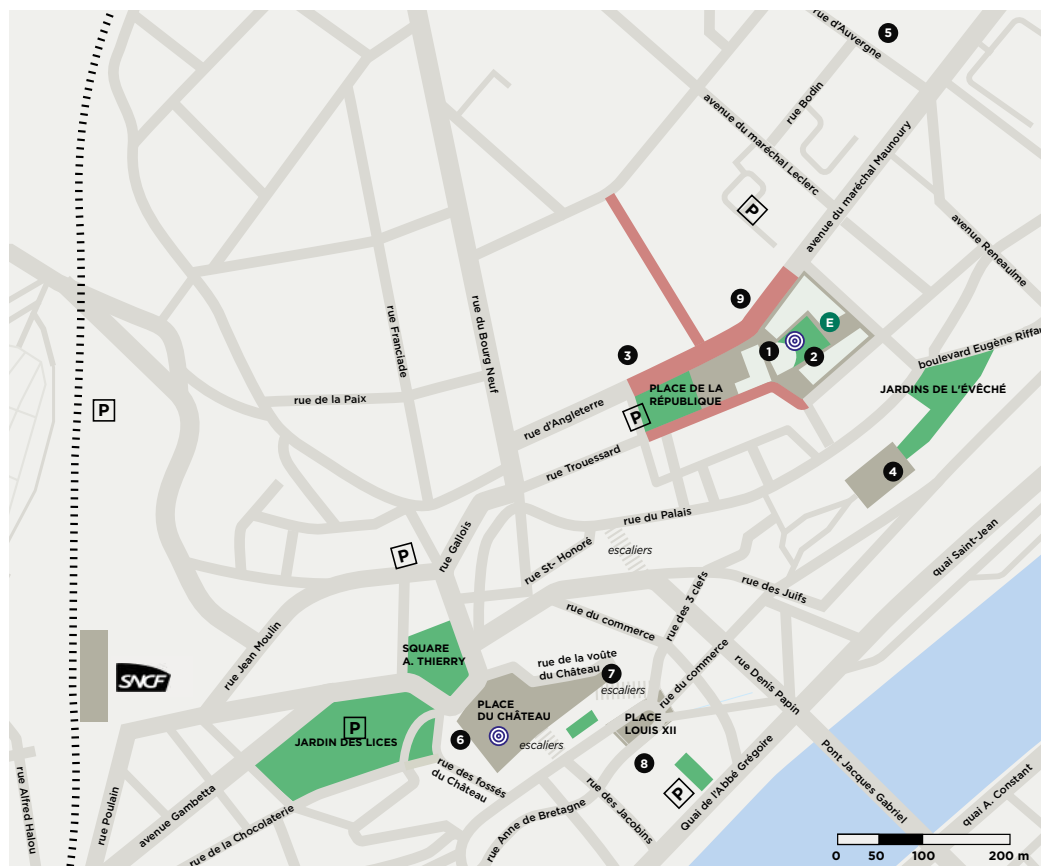 rue d'Auvergne
5
rue Bodin
avenue du maréchal Leclerc
avenue du maréchal Maunoury
P
avenue Reneaulme
rue Franciade
rue du Bourg Neuf
9
E
1
2
3
boulevard Eugène Riffau
PLACE DE LA
RÉPUBLIQUE
JARDINS DE L'ÉVÊCHÉ
P
rue de la Paix
rue d'Angleterre
P
rue Trouessard
4
rue du Palais
escaliers
quai Saint-Jean
P
rue Gallois
rue St- Honoré
rue des Juifs
rue des 3 clefs
rue du commerce
SQUARE
A. THIERRY
rue Jean Moulin
SNCF
rue de la voûte
du Château
7
escaliers
rue du commerce
rue Denis Papin
PLACE
DU CHÂTEAU
PLACE
LOUIS XII
P
JARDIN DES LICES
6
escaliers
8
rue des fossés
du Château
P
Quai de l'Abbé Grégoire
Pont Jacques Gabriel
quai A. Constant
rue Alfred Halou
rue Poulain
avenue Gambetta
rue de la Chocolaterie
rue Anne de Bretagne
rue des Jacobins
0 50 100 200 m